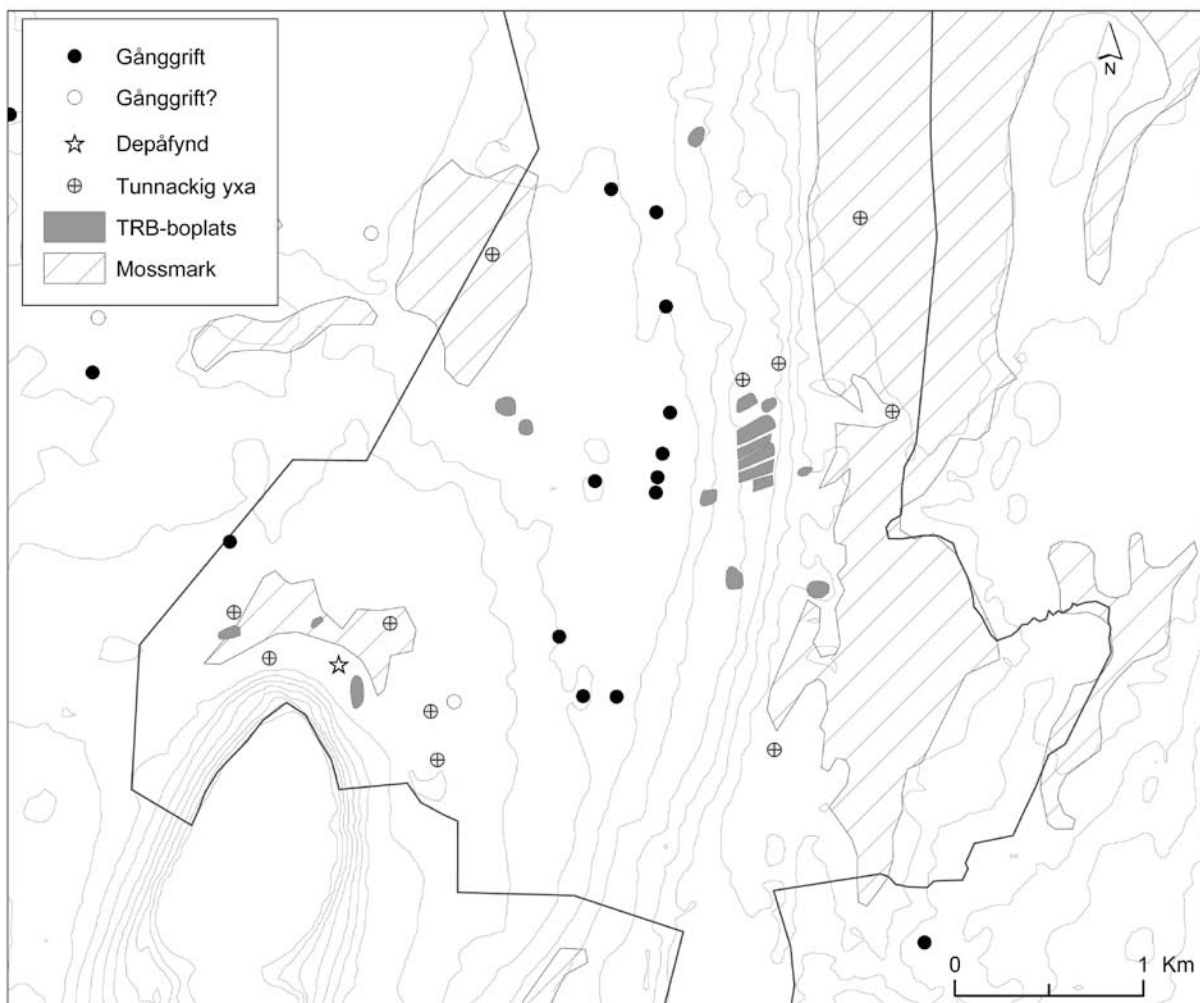 Gånggrift
Gånggrift?
Depåfynd
Tunnackig yxa
TRB-boplats
Mossmark
N
0 1 Km